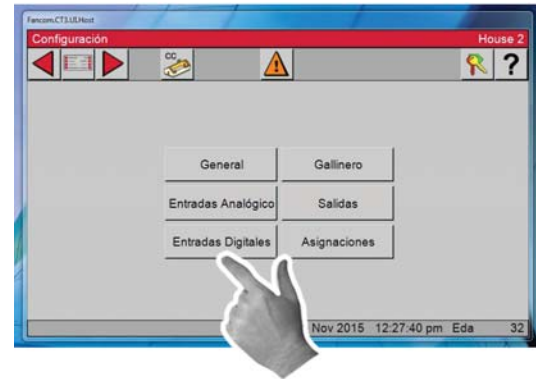 Fancom.CT3.UI.Host
Configuración House 2
CC
?
General Gallinero
Entradas Analógico Salidas
Entradas Digitales Asignaciones
Nov 2015 12:27:40 pm Eda 32